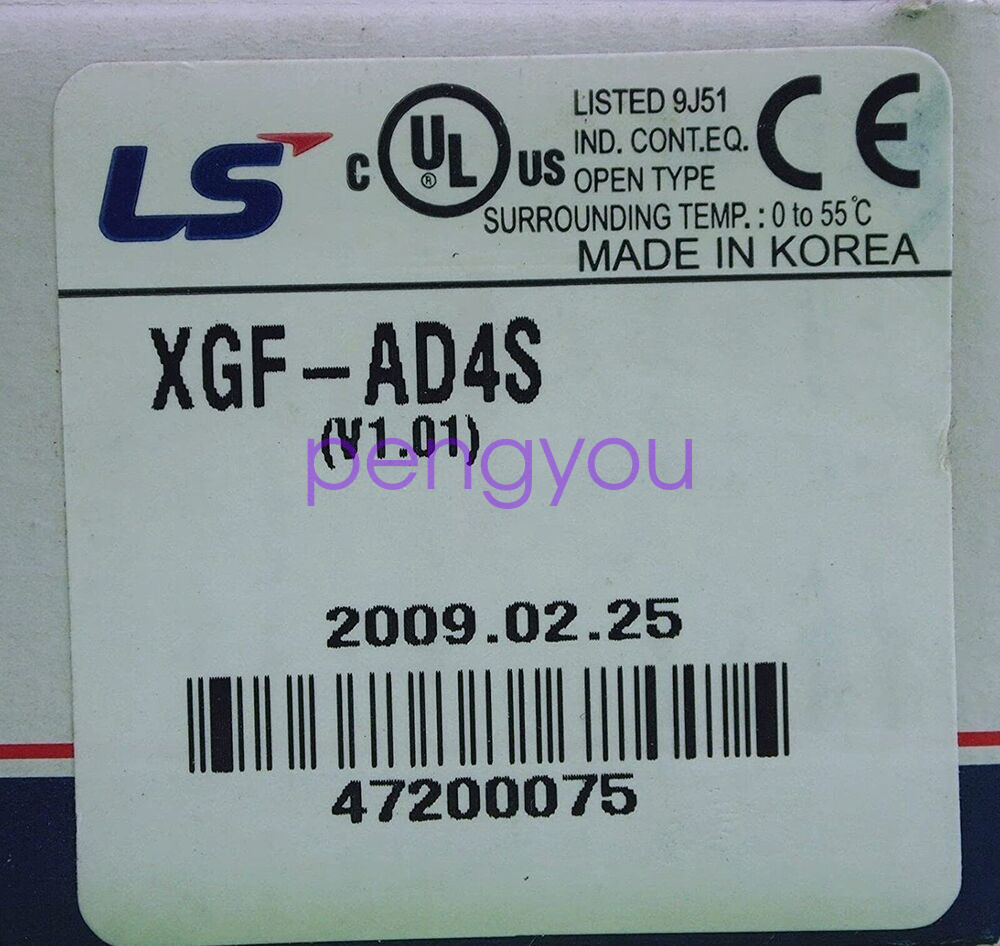 LS
C UL® US
LISTED 9J51
IND. CONT.EQ.
OPEN TYPE
CE
SURROUNDING TEMP. : 0 to 55℃
MADE IN KOREA
XGF-AD4S
(V1.01)
pengyou
2009.02.25
47200075